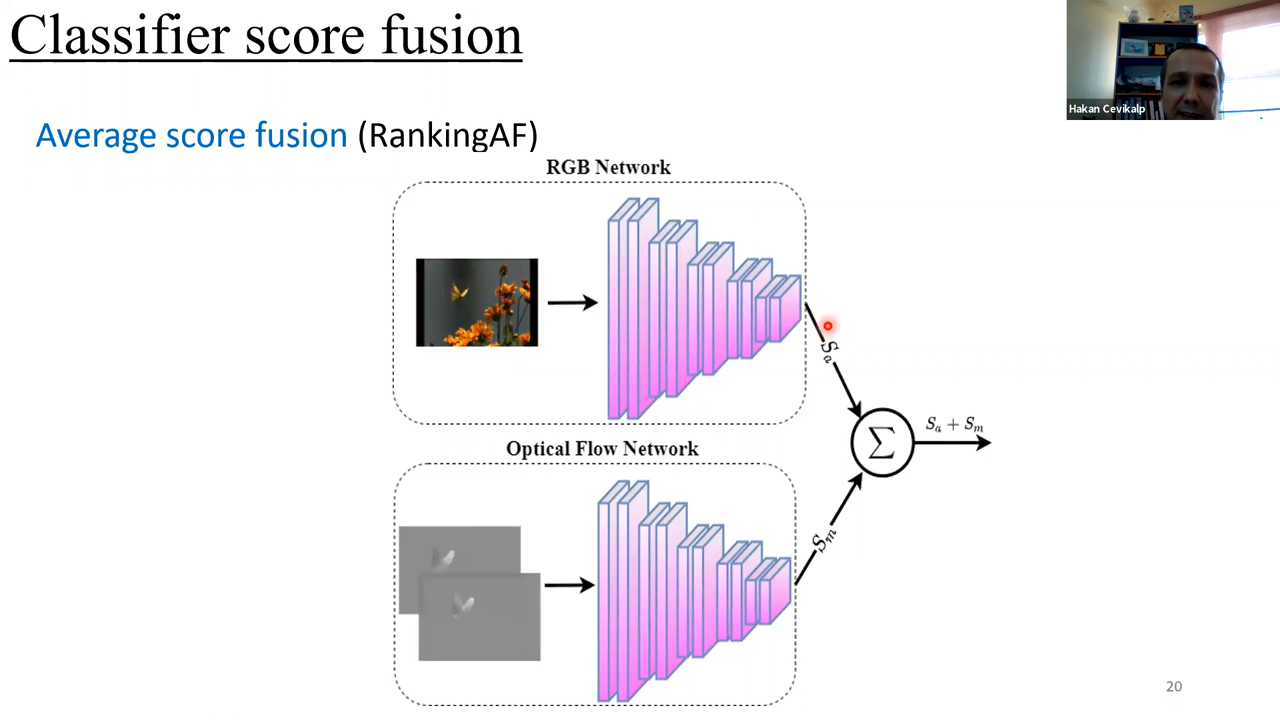 Classifier score fusion
Hakan Cevikalp
Average score fusion (RankingAF)
RGB Network
Sₐ
Σ
Sₐ + Sₘ
Optical Flow Network
Sₘ
20